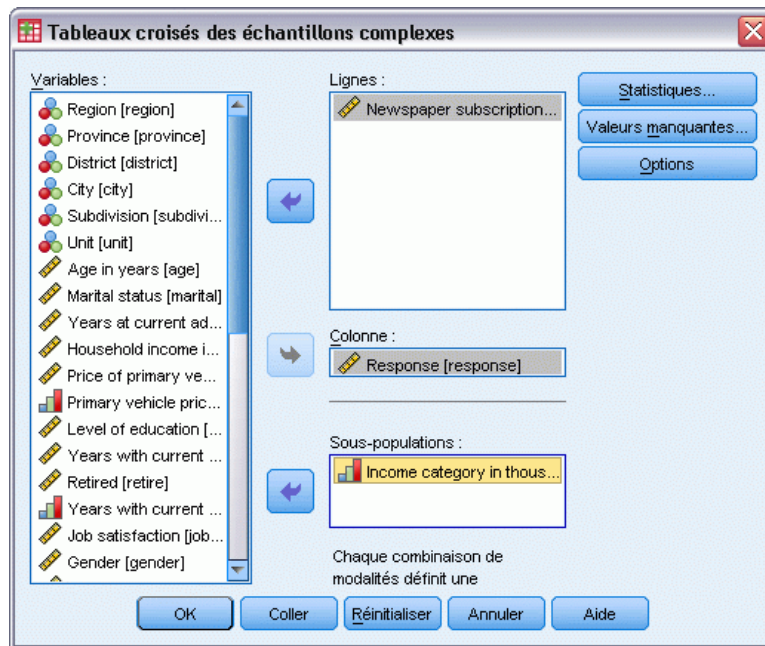 Tableaux croisés des échantillons complexes
Variables :
Region [region]
Province [province]
District [district]
City [city]
Subdivision [subdivi...
Unit [unit]
Age in years [age]
Marital status [marital]
Years at current ad...
Household income i...
Price of primary ve...
Primary vehicle pric...
Level of education [...
Years with current ...
Retired [retire]
Years with current ...
Job satisfaction [job...
Gender [gender]
Lignes :
Newspaper subscription...
Colonne :
Response [response]
Sous-populations :
Income category in thous...
Chaque combinaison de
modalités définit une
Statistiques...
Valeurs manquantes...
Options
OK
Coller
Réinitialiser
Annuler
Aide